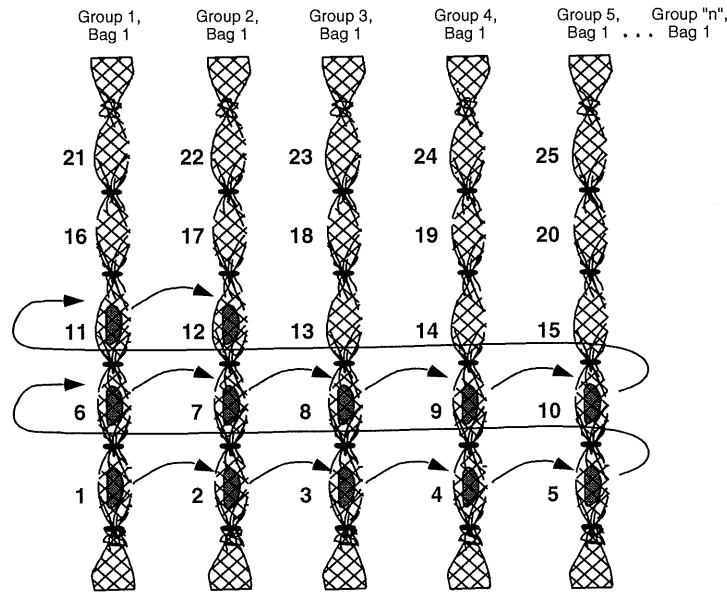 Group 1, Group 2, Group 3, Group 4, Group 5, Group "n",
Bag 1 Bag 1 Bag 1 Bag 1 Bag 1 . . . Bag 1
21 22 23 24 25
16 17 18 19 20
11 12 13 14 15
6 7 8 9 10
1 2 3 4 5